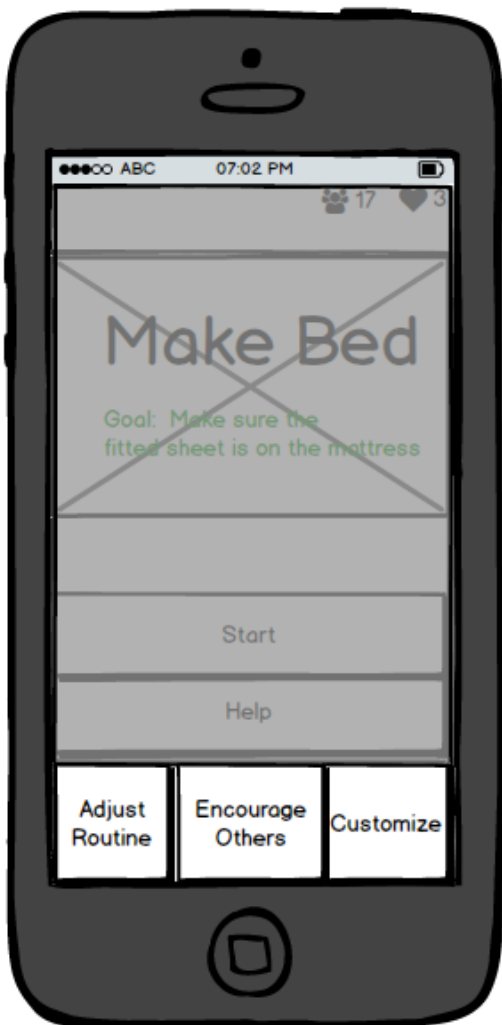 ABC 07:02 PM
17 3
Make Bed
Goal: Make sure the
fitted sheet is on the mattress
Start
Help
Adjust
Routine
Encourage
Others
Customize